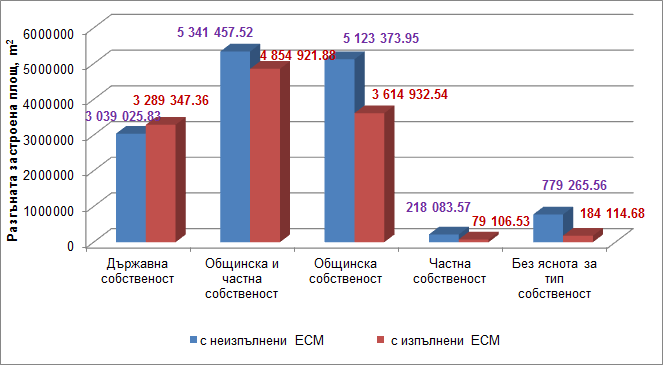 Разгъната застроена площ, m²
6000000
5000000
4000000
3000000
2000000
1000000
0
3 039 025.83
3 289 347.36
5 341 457.52
4 854 921.88
5 123 373.95
3 614 932.54
218 083.57
79 106.53
779 265.56
184 114.68
Държавна
собственост
Общинска и
частна
собственост
Общинска
собственост
Частна
собственост
Без яснота за
тип
собственост
с неизпълнени ЕСМ
с изпълнени ЕСМ